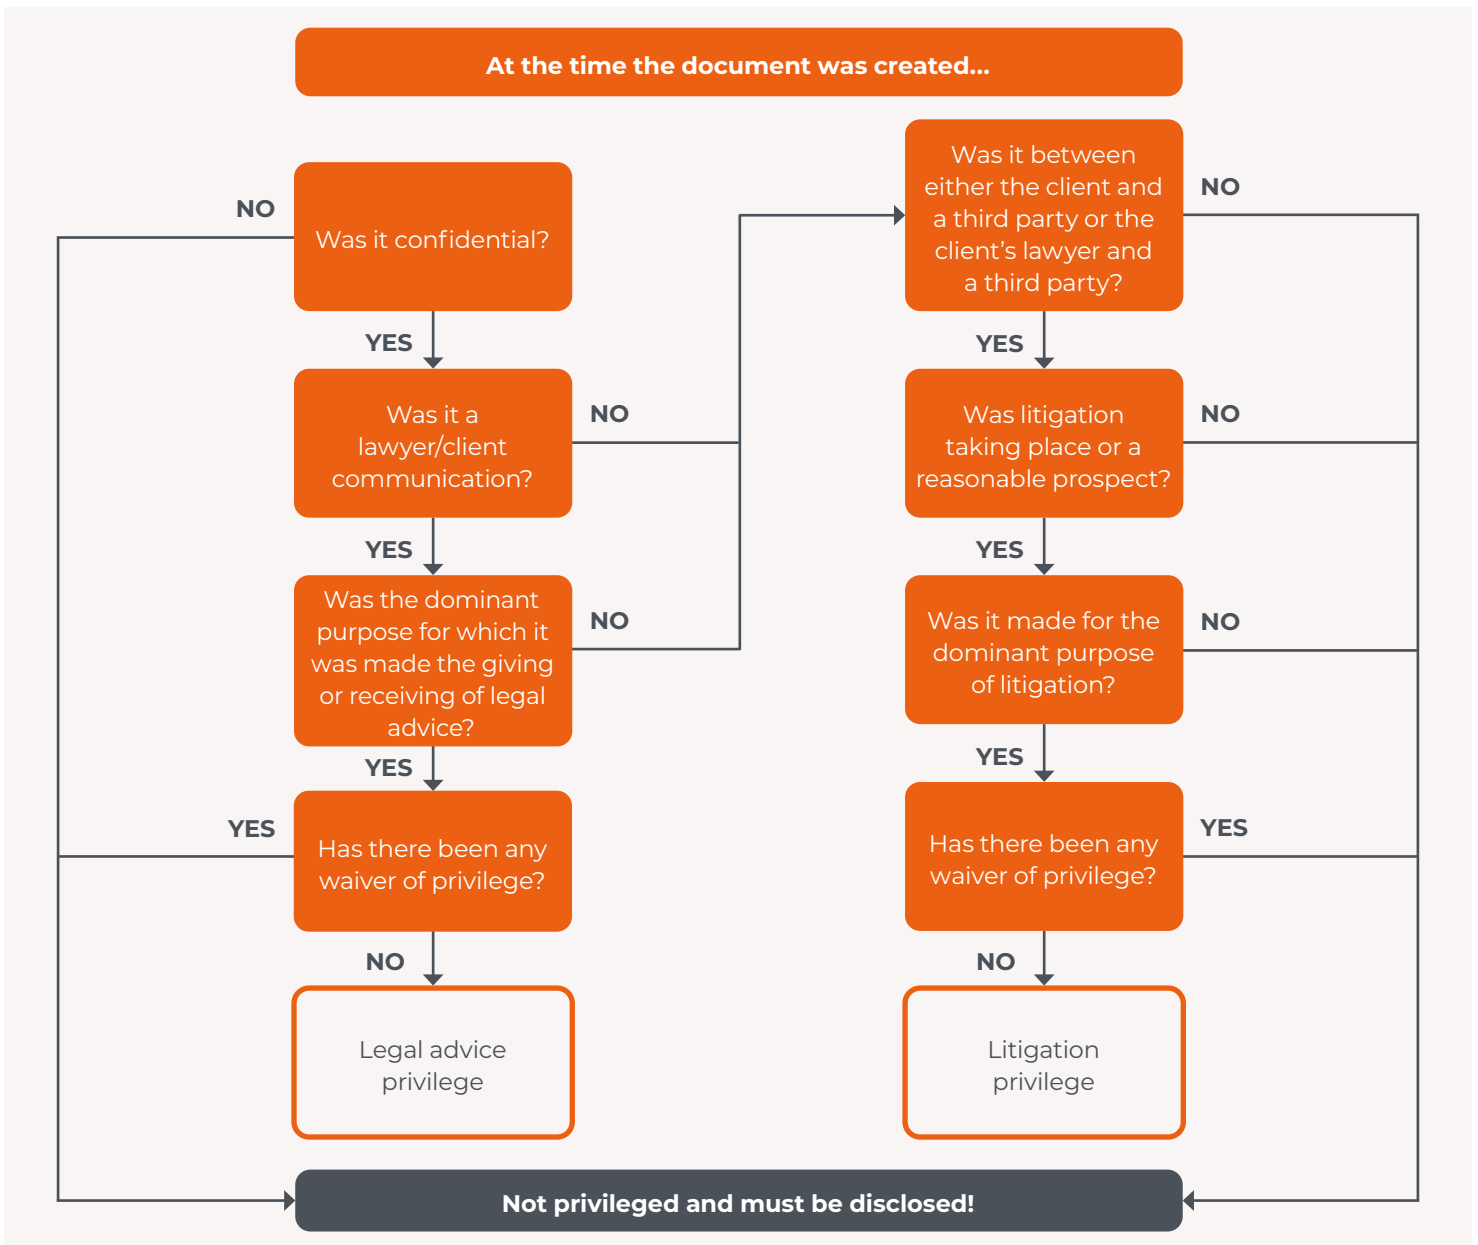 At the time the document was created...
NO
Was it confidential?
YES
Was it a
lawyer/client
communication?
NO
YES
Was the dominant
purpose for which it
was made the giving
or receiving of legal
advice?
NO
YES
YES
Has there been any
waiver of privilege?
NO
Legal advice
privilege
Was it between
either the client and
a third party or the
client's lawyer and
a third party?
NO
YES
Was litigation
taking place or a
reasonable prospect?
NO
YES
Was it made for the
dominant purpose
of litigation?
NO
YES
Has there been any
waiver of privilege?
YES
NO
Litigation
privilege
Not privileged and must be disclosed!